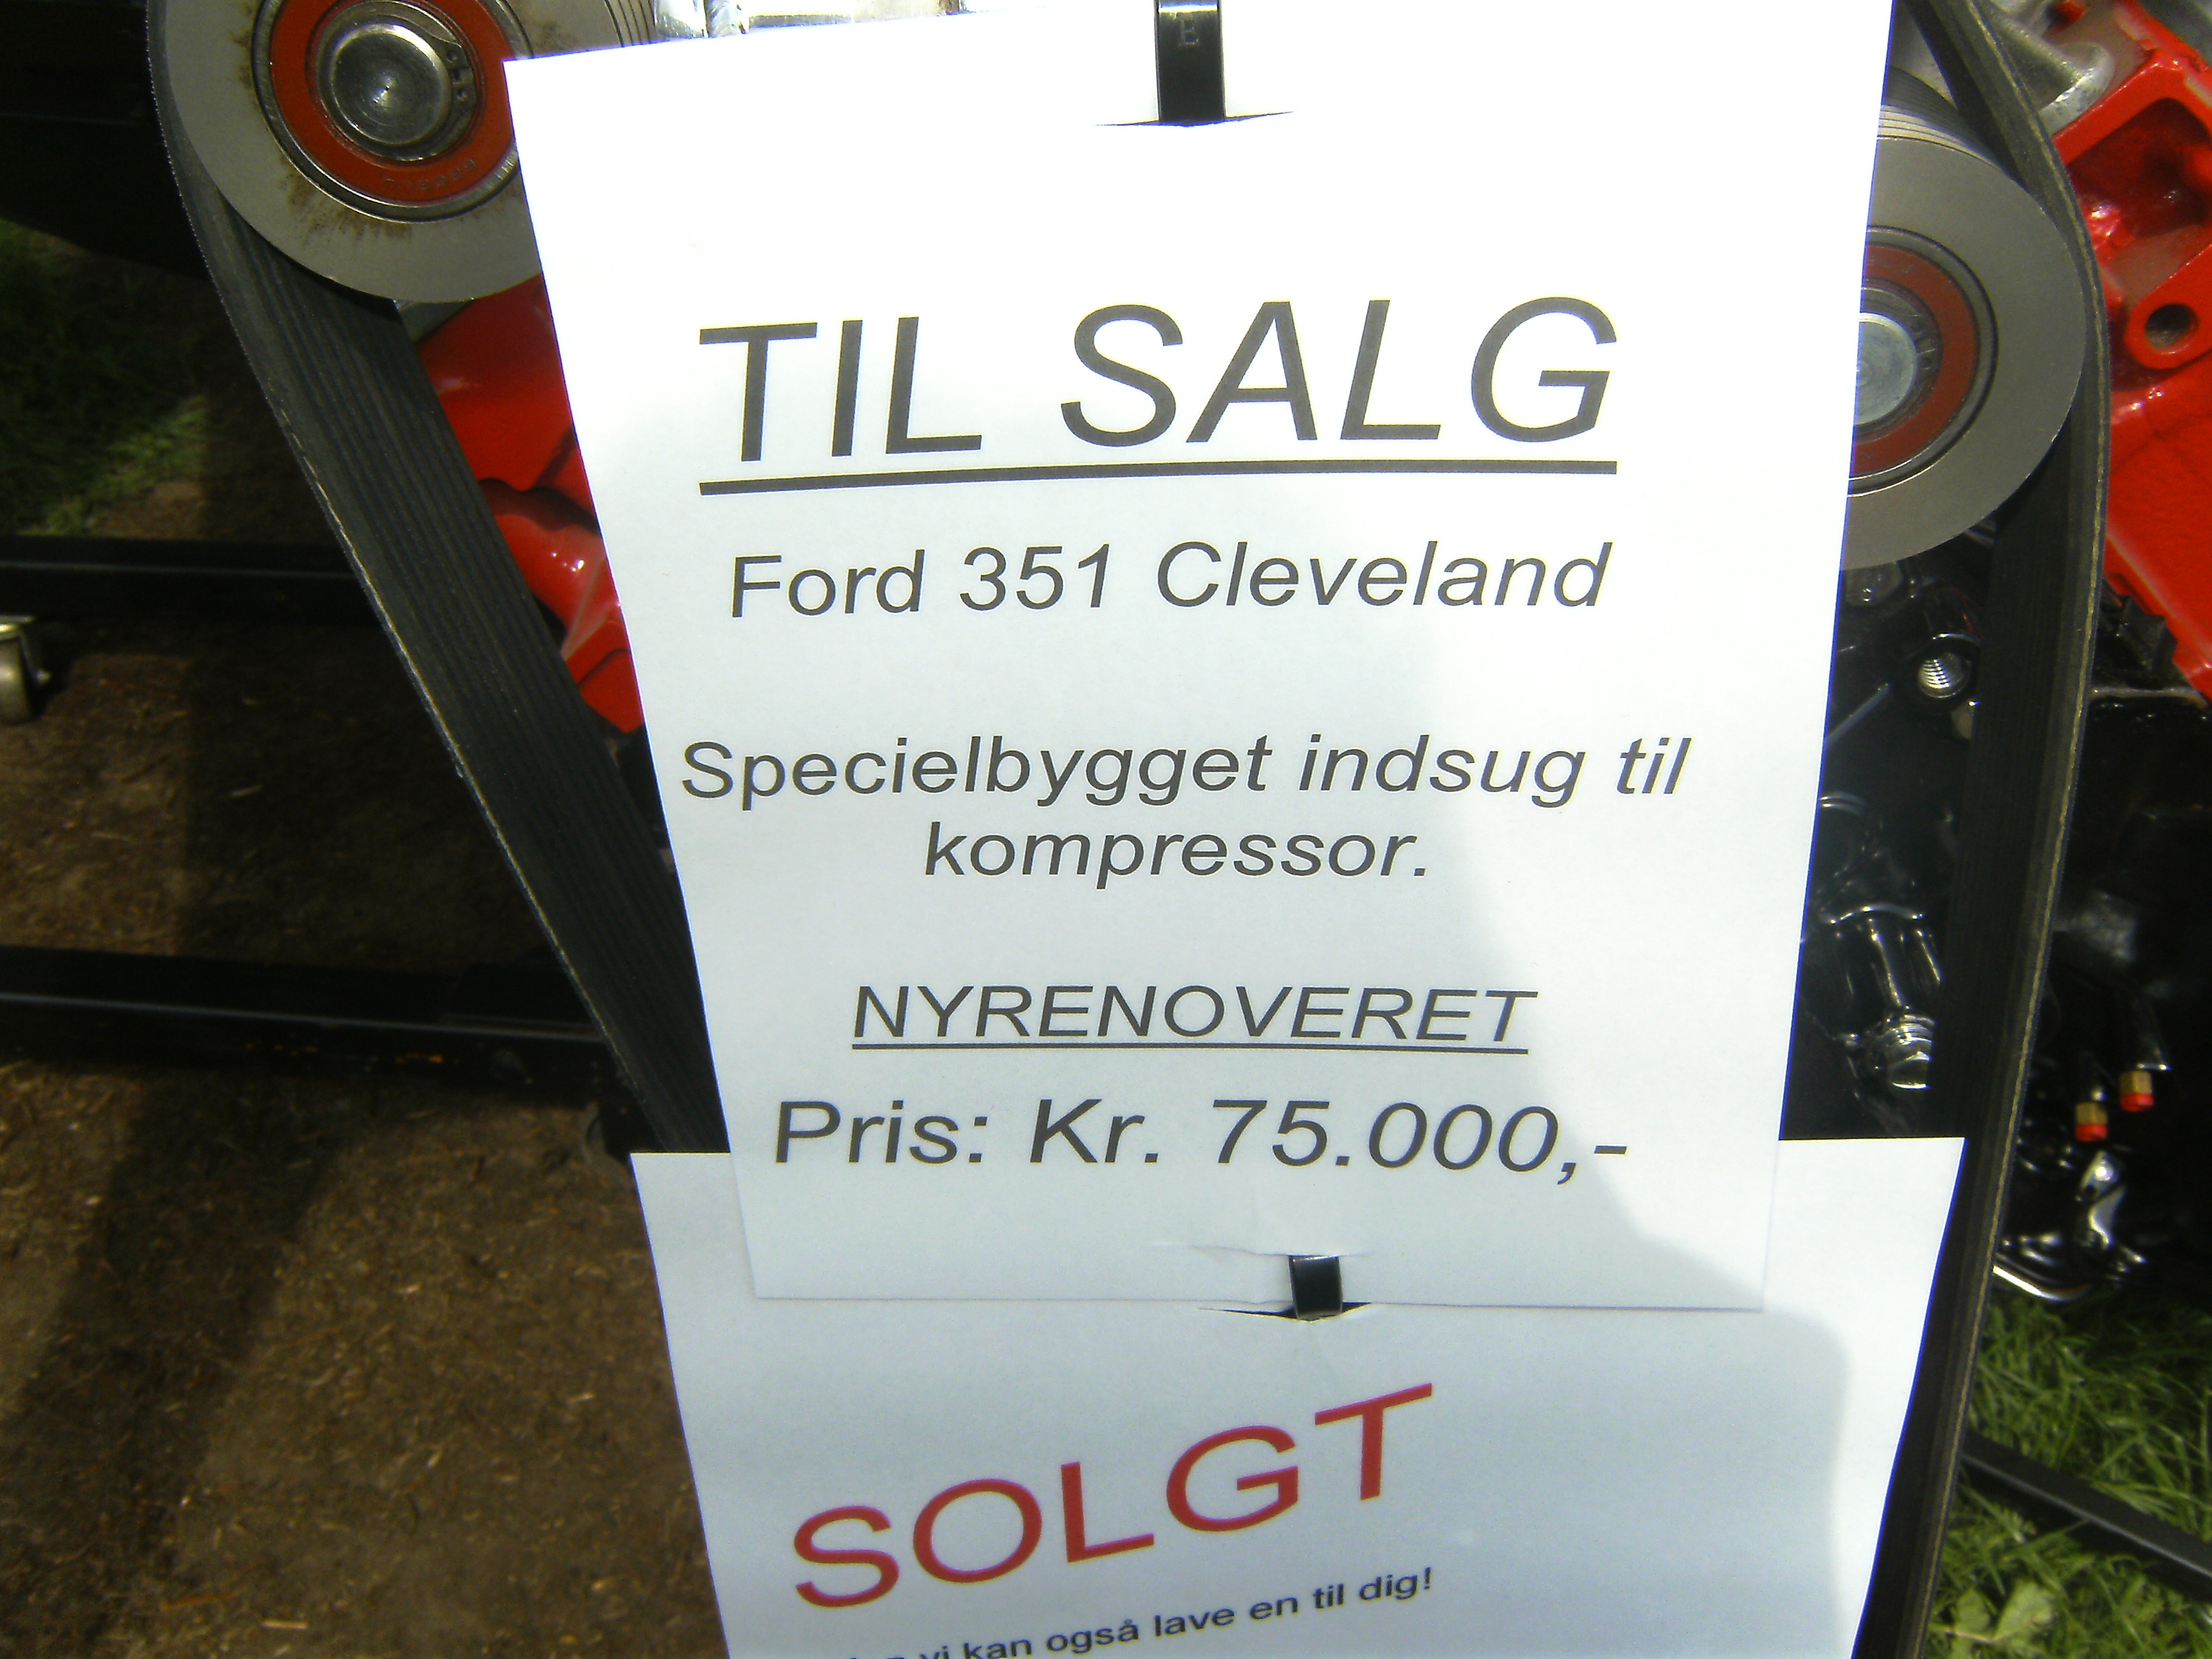 E
TIL SALG
Ford 351 Cleveland
Specielbygget indsug til
kompressor.
NYRENOVERET
Pris: Kr. 75.000,-
SOLGT
vi kan også lave en til dig!